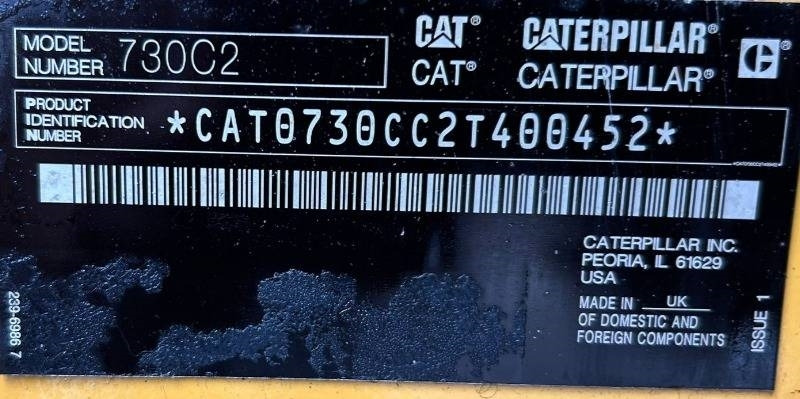 MODEL NUMBER 730C2
CAT® CATERPILLAR®
CAT® CATERPILLAR®
PRODUCT IDENTIFICATION NUMBER *CAT0730CC2T400452*
CATERPILLAR INC.
PEORIA, IL 61629
USA
MADE IN UK
OF DOMESTIC AND
FOREIGN COMPONENTS
ISSUE 1
239-6986 7